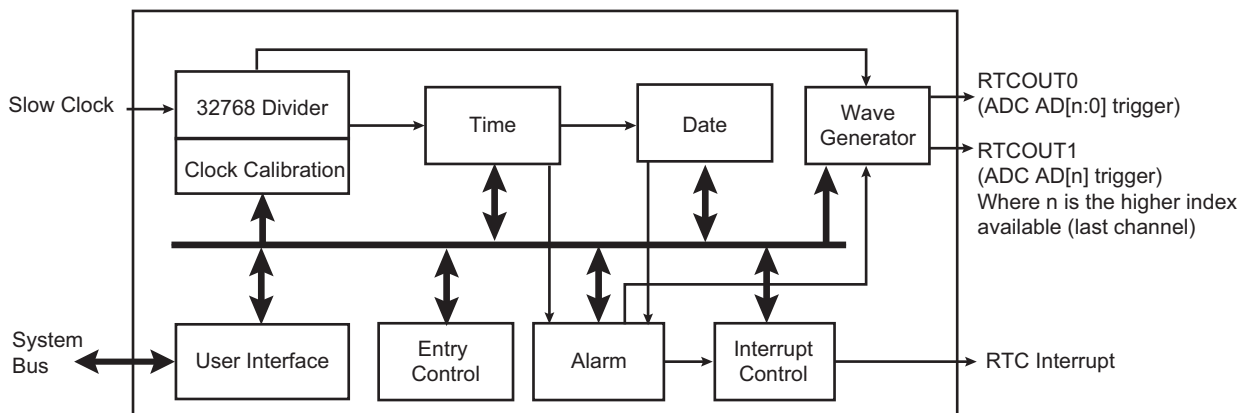 Slow Clock
32768 Divider
Clock Calibration
Time
Date
Wave
Generator
RTCOUT0
(ADC AD[n:0] trigger)
RTCOUT1
(ADC AD[n] trigger)
Where n is the higher index
available (last channel)
System
Bus
User Interface
Entry
Control
Alarm
Interrupt
Control
RTC Interrupt